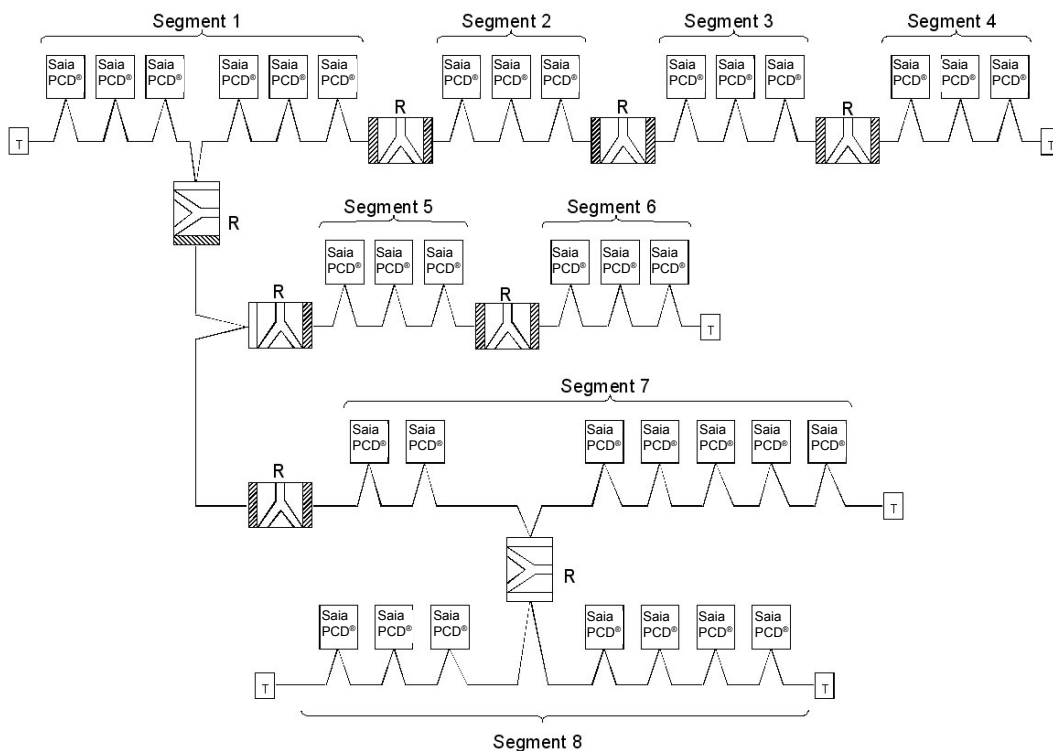 Segment 1 Segment 2 Segment 3 Segment 4
Saia Saia Saia Saia Saia Saia Saia Saia Saia Saia Saia Saia Saia Saia Saia
PCD® PCD® PCD® PCD® PCD® PCD® PCD® PCD® PCD® PCD® PCD® PCD® PCD® PCD® PCD®
R R R
T T
R
Segment 5 Segment 6
Saia Saia Saia Saia Saia Saia
PCD® PCD® PCD® PCD® PCD® PCD®
R R
T
Segment 7
Saia Saia Saia Saia Saia Saia Saia
PCD® PCD® PCD® PCD® PCD® PCD® PCD®
R
T
R
Saia Saia Saia Saia Saia Saia Saia
PCD® PCD® PCD® PCD® PCD® PCD® PCD®
T T
Segment 8